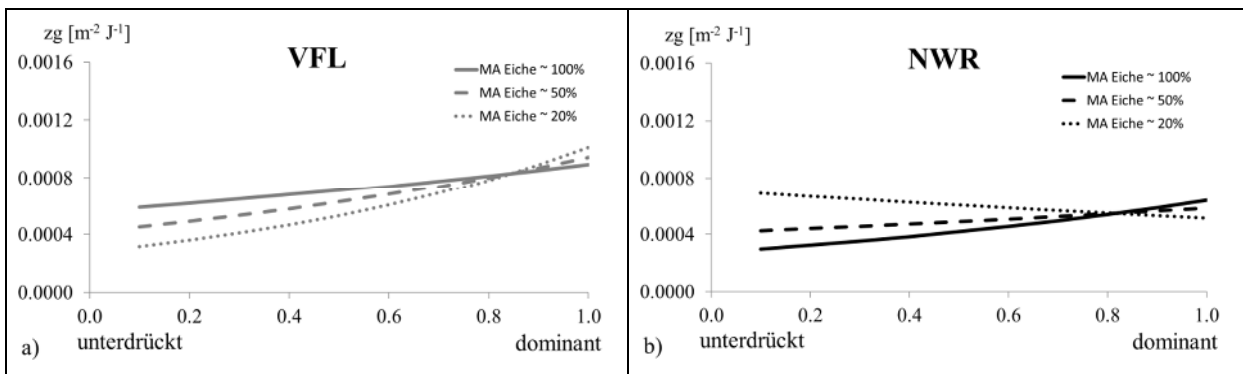 zg [m⁻² J⁻¹]
VFL
0.0016
0.0012
0.0008
0.0004
0.0000
MA Eiche ~ 100%
MA Eiche ~ 50%
MA Eiche ~ 20%
0.0 0.2 0.4 0.6 0.8 1.0
a) unterdrückt dominant
zg [m⁻² J⁻¹]
NWR
0.0016
0.0012
0.0008
0.0004
0.0000
MA Eiche ~ 100%
MA Eiche ~ 50%
MA Eiche ~ 20%
0.0 0.2 0.4 0.6 0.8 1.0
b) unterdrückt dominant